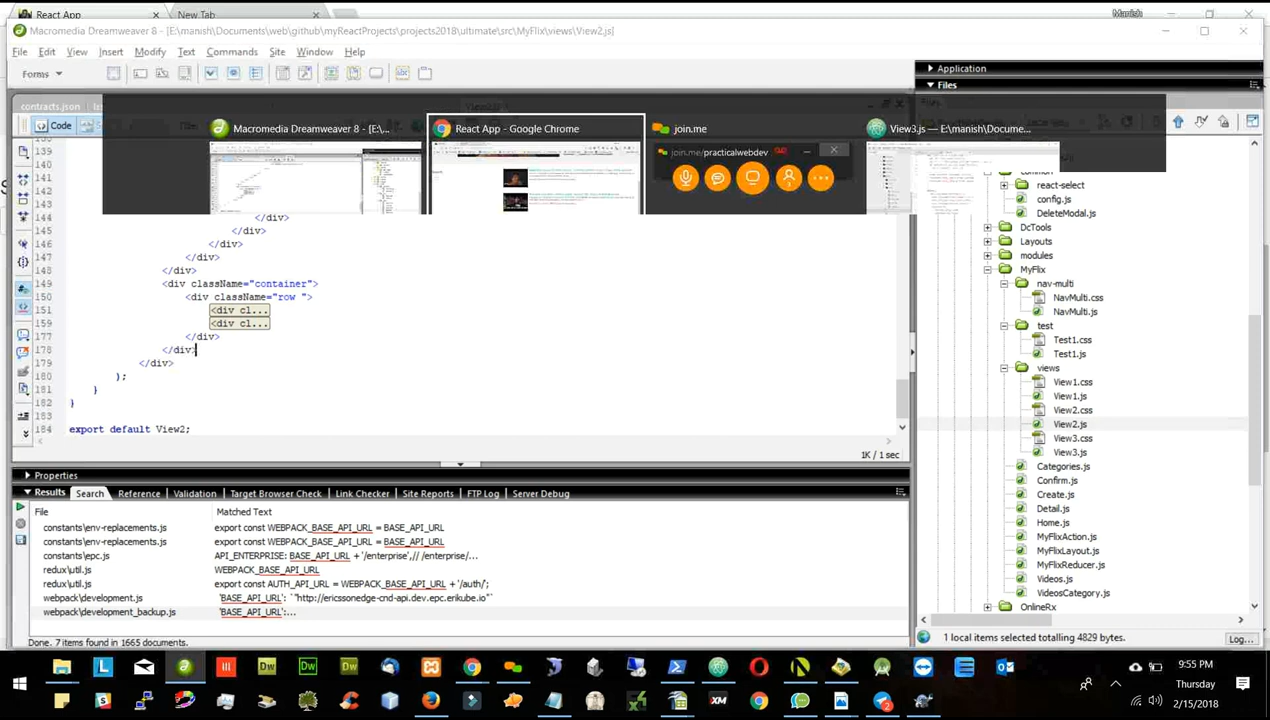 React App
New Tab
Manish
Macromedia Dreamweaver 8 - [E:\manish\Documents\web\github\myReactProjects\projects2018\ultimate\src\MyFlix\views\View2.js]
File Edit View Insert Modify Text Commands Site Window Help
Forms
Application
Files
contracts.json
Code
Macromedia Dreamweaver 8 - [E:\...
React App - Google Chrome
join.me
View3.js — E:\manish\Docume...
join.me/practicalwebdev
139
140
141
142
143
144 </div>
145 </div>
146 </div>
147 </div>
148 </div>
149 <div className="container">
150 <div className="row ">
151 <div cl...
159 <div cl...
177 </div>
178 </div>
179 </div>
180 );
181 }
182 }
183
184 export default View2;
1K / 1 sec
common
react-select
config.js
DeleteModal.js
DcTools
Layouts
modules
MyFlix
nav-multi
NavMulti.css
NavMulti.js
test
Test1.css
Test1.js
views
View1.css
View1.js
View2.css
View2.js
View3.css
View3.js
Categories.js
Confirm.js
Create.js
Detail.js
Home.js
MyFlixAction.js
MyFlixLayout.js
MyFlixReducer.js
Videos.js
VideosCategory.js
OnlineRx
1 local items selected totalling 4829 bytes.
Log...
Properties
Results Search Reference Validation Target Browser Check Link Checker Site Reports FTP Log Server Debug
File Matched Text
constants\env-replacements.js export const WEBPACK_BASE_API_URL = BASE_API_URL
constants\env-replacements.js export const WEBPACK_BASE_API_URL = BASE_API_URL
constants\epc.js API_ENTERPRISE: BASE_API_URL + '/enterprise',// /enterprise/...
redux\util.js WEBPACK_BASE_API_URL
redux\util.js export const AUTH_API_URL = WEBPACK_BASE_API_URL + '/auth/';
webpack\development.js 'BASE_API_URL': `"http://ericssonedge-cnd-api.dev.epc.erikube.io"`
webpack\development_backup.js 'BASE_API_URL':...
Done. 7 items found in 1665 documents.
9:55 PM
Thursday
2/15/2018